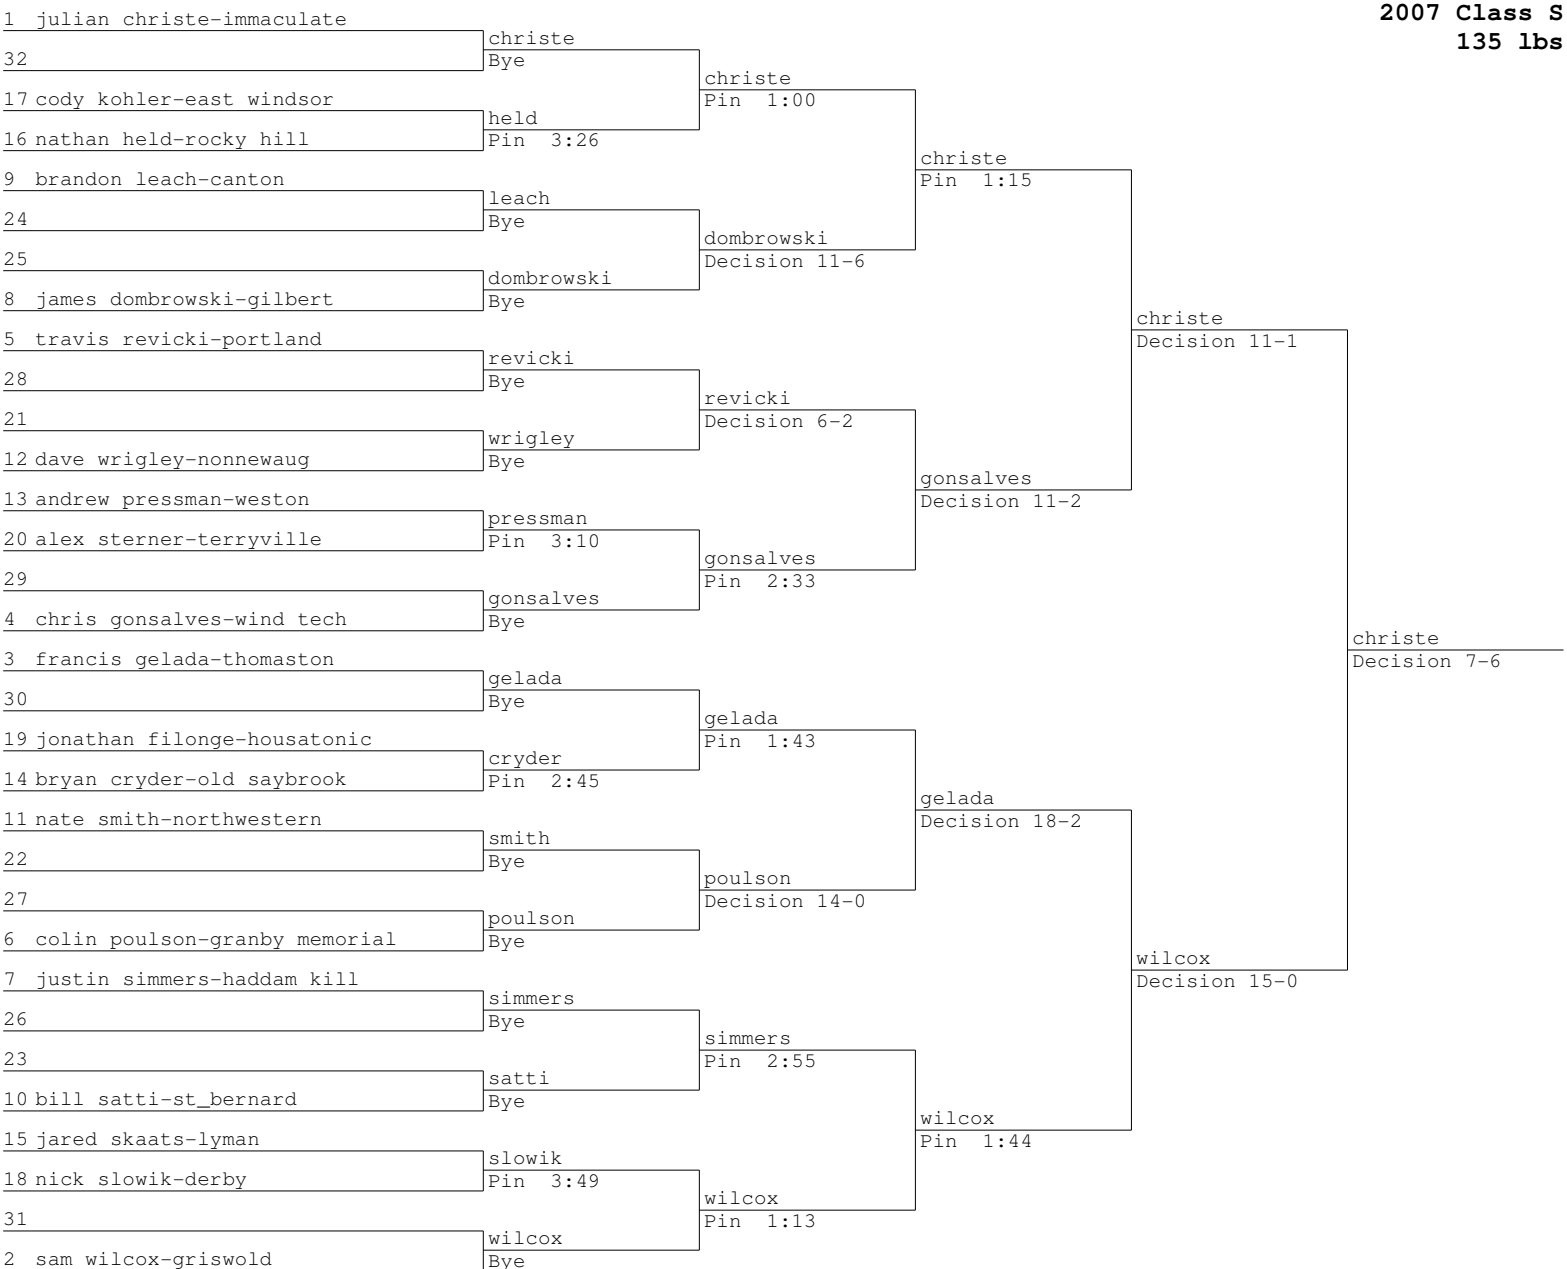 2007 Class S
135 lbs
1 julian christe-immaculate
32
17 cody kohler-east windsor
16 nathan held-rocky hill
9 brandon leach-canton
24
25
8 james dombrowski-gilbert
5 travis revicki-portland
28
21
12 dave wrigley-nonnewaug
13 andrew pressman-weston
20 alex sterner-terryville
29
4 chris gonsalves-wind tech
3 francis gelada-thomaston
30
19 jonathan filonge-housatonic
14 bryan cryder-old saybrook
11 nate smith-northwestern
22
27
6 colin poulson-granby memorial
7 justin simmers-haddam kill
26
23
10 bill satti-st_bernard
15 jared skaats-lyman
18 nick slowik-derby
31
2 sam wilcox-griswold
christe
Bye
held
Pin 3:26
leach
Bye
dombrowski
Bye
revicki
Bye
wrigley
Bye
pressman
Pin 3:10
gonsalves
Bye
gelada
Bye
cryder
Pin 2:45
smith
Bye
poulson
Bye
simmers
Bye
satti
Bye
slowik
Pin 3:49
wilcox
Bye
christe
Pin 1:00
dombrowski
Decision 11-6
revicki
Decision 6-2
gonsalves
Pin 2:33
gelada
Pin 1:43
poulson
Decision 14-0
simmers
Pin 2:55
wilcox
Pin 1:13
christe
Pin 1:15
gonsalves
Decision 11-2
gelada
Decision 18-2
wilcox
Pin 1:44
christe
Decision 11-1
wilcox
Decision 15-0
christe
Decision 7-6